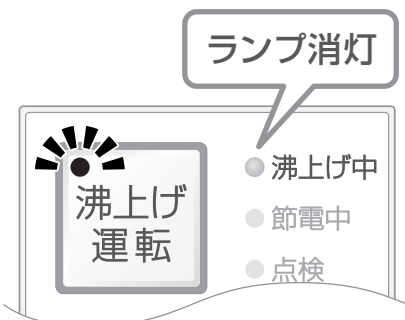 ランプ消灯
沸上げ
運転
沸上げ中
節電中
点検